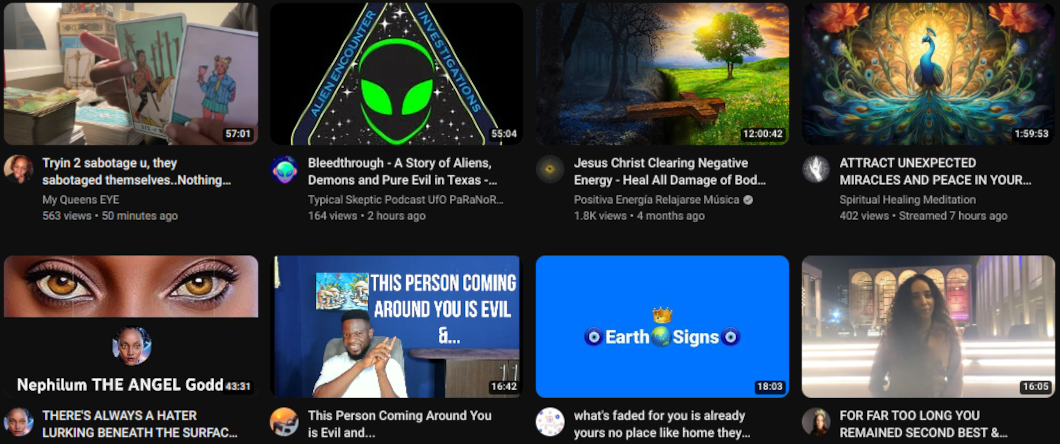 57:01
ALIEN ENCOUNTER
INVESTIGATIONS
55:04
12:00:42
1:59:53
Tryin 2 sabotage u, they
sabotaged themselves..Nothing...
My Queens EYE
563 views • 50 minutes ago
Bleedthrough - A Story of Aliens,
Demons and Pure Evil in Texas -...
Typical Skeptic Podcast UfO PaRaNoR...
164 views • 2 hours ago
Jesus Christ Clearing Negative
Energy - Heal All Damage of Bod...
Positiva Energía Relajarse Música
1.8K views • 4 months ago
ATTRACT UNEXPECTED
MIRACLES AND PEACE IN YOUR...
Spiritual Healing Meditation
402 views • Streamed 7 hours ago
Nephilum THE ANGEL Godd
43:31
THIS PERSON COMING
AROUND YOU IS EVIL
&...
16:42
Earth Signs
18:03
16:05
THERE'S ALWAYS A HATER
LURKING BENEATH THE SURFAC...
This Person Coming Around You
is Evil and...
what's faded for you is already
yours no place like home they...
FOR FAR TOO LONG YOU
REMAINED SECOND BEST &...